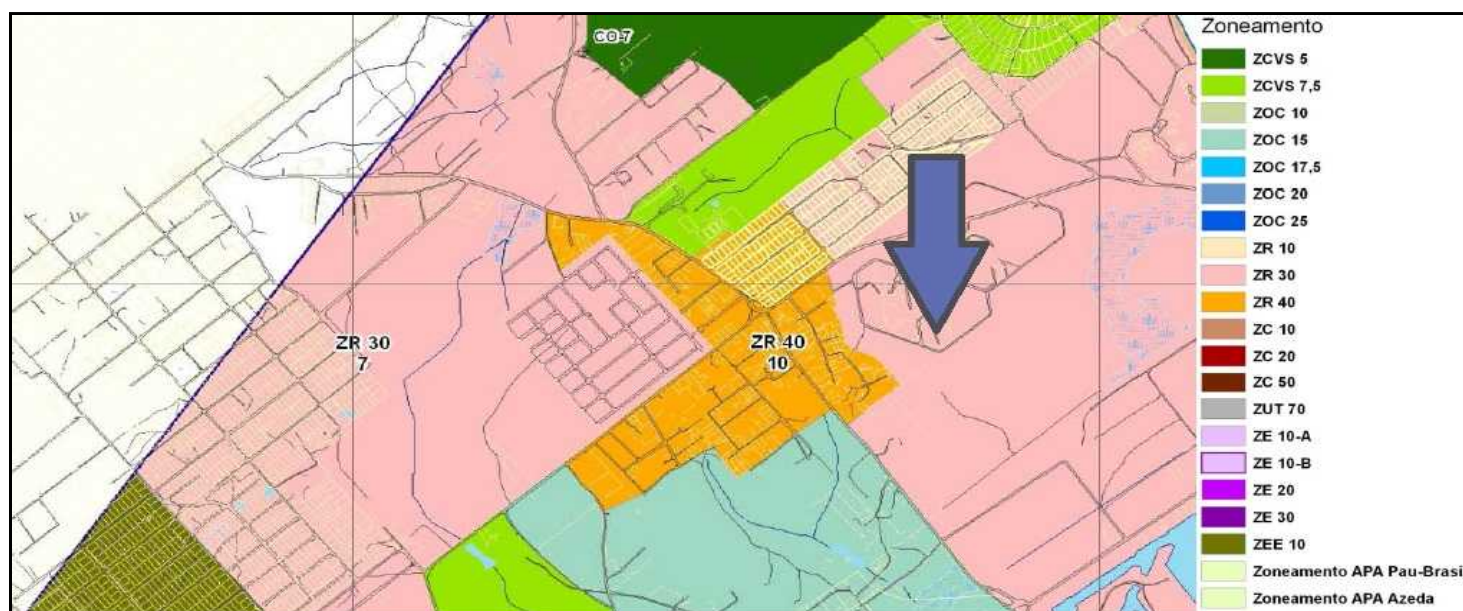 CO-7
ZR 30
7
ZR 40
10
Zoneamento
ZCVS 5
ZCVS 7,5
ZOC 10
ZOC 15
ZOC 17,5
ZOC 20
ZOC 25
ZR 10
ZR 30
ZR 40
ZC 10
ZC 20
ZC 50
ZUT 70
ZE 10-A
ZE 10-B
ZE 20
ZE 30
ZEE 10
Zoneamento APA Pau-Brasi
Zoneamento APA Azeda